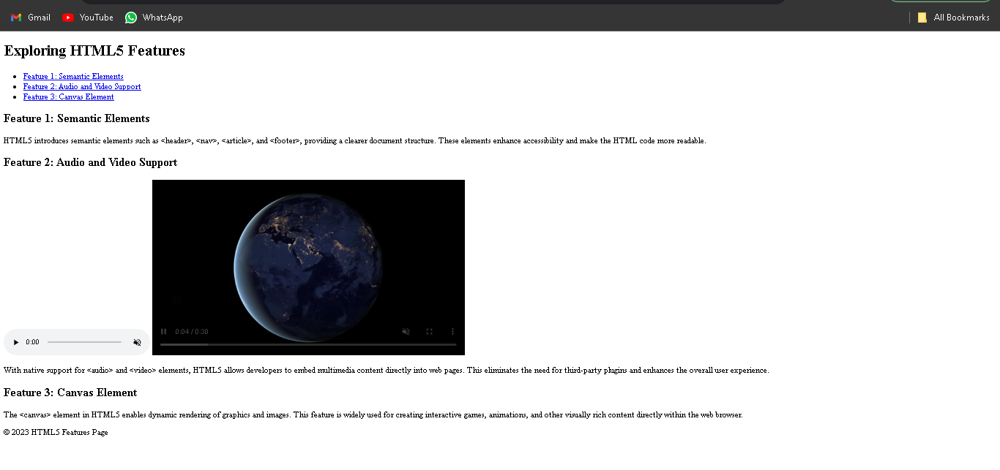 Gmail YouTube WhatsApp All Bookmarks
Exploring HTML5 Features
Feature 1: Semantic Elements
Feature 2: Audio and Video Support
Feature 3: Canvas Element
Feature 1: Semantic Elements
HTML5 introduces semantic elements such as <header>, <nav>, <article>, and <footer>, providing a clearer document structure. These elements enhance accessibility and make the HTML code more readable.
Feature 2: Audio and Video Support
0:04 / 0:30
0:00
With native support for <audio> and <video> elements, HTML5 allows developers to embed multimedia content directly into web pages. This eliminates the need for third-party plugins and enhances the overall user experience.
Feature 3: Canvas Element
The <canvas> element in HTML5 enables dynamic rendering of graphics and images. This feature is widely used for creating interactive games, animations, and other visually rich content directly within the web browser.
© 2023 HTML5 Features Page